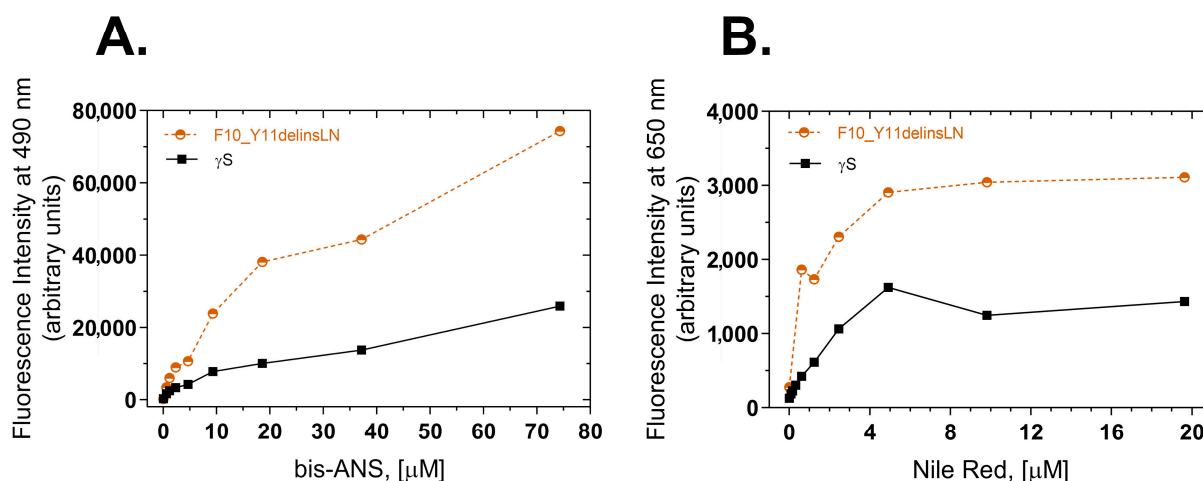 A.
Fluorescence Intensity at 490 nm
(arbitrary units)
80,000
60,000
40,000
20,000
0
F10_Y11delinsLN
γS
0 10 20 30 40 50 60 70 80
bis-ANS, [μM]
B.
Fluorescence Intensity at 650 nm
(arbitrary units)
4,000
3,000
2,000
1,000
0
F10_Y11delinsLN
γS
0 4 8 12 16 20
Nile Red, [μM]